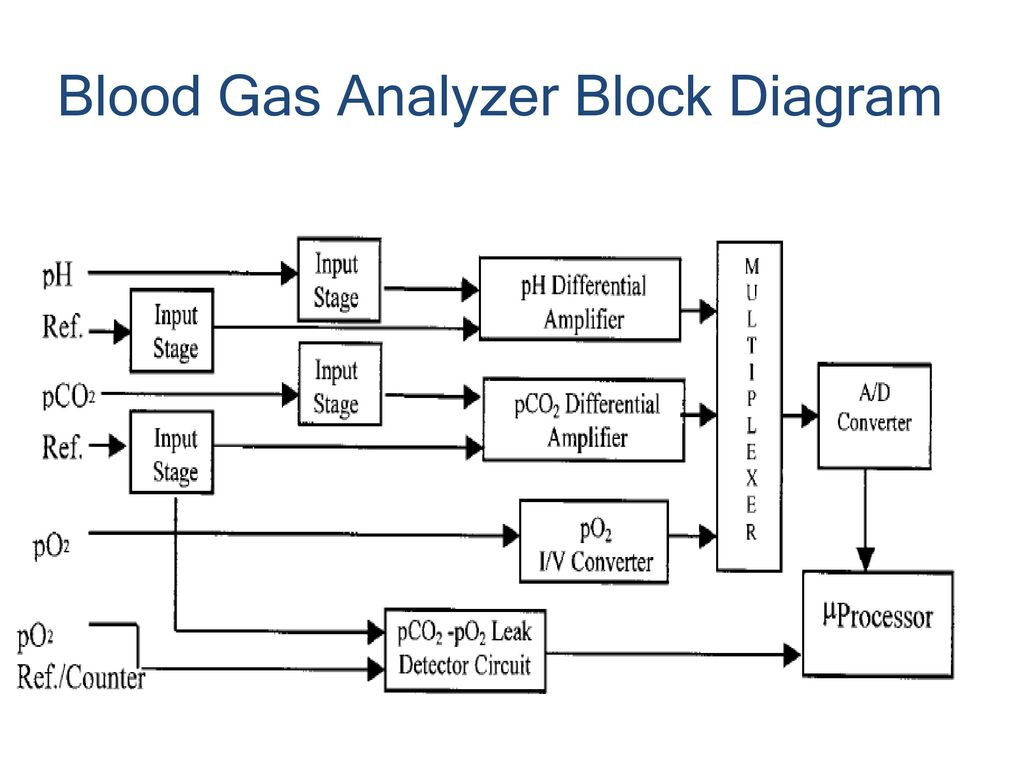 Blood Gas Analyzer Block Diagram
pH
Input
Stage
pH Differential
Amplifier
Ref.
Input
Stage
pCO2
Input
Stage
pCO2 Differential
Amplifier
Ref.
Input
Stage
pO2
pO2
I/V Converter
MULTIPLEXER
A/D
Converter
µProcessor
pO2
Ref./Counter
pCO2 -pO2 Leak
Detector Circuit